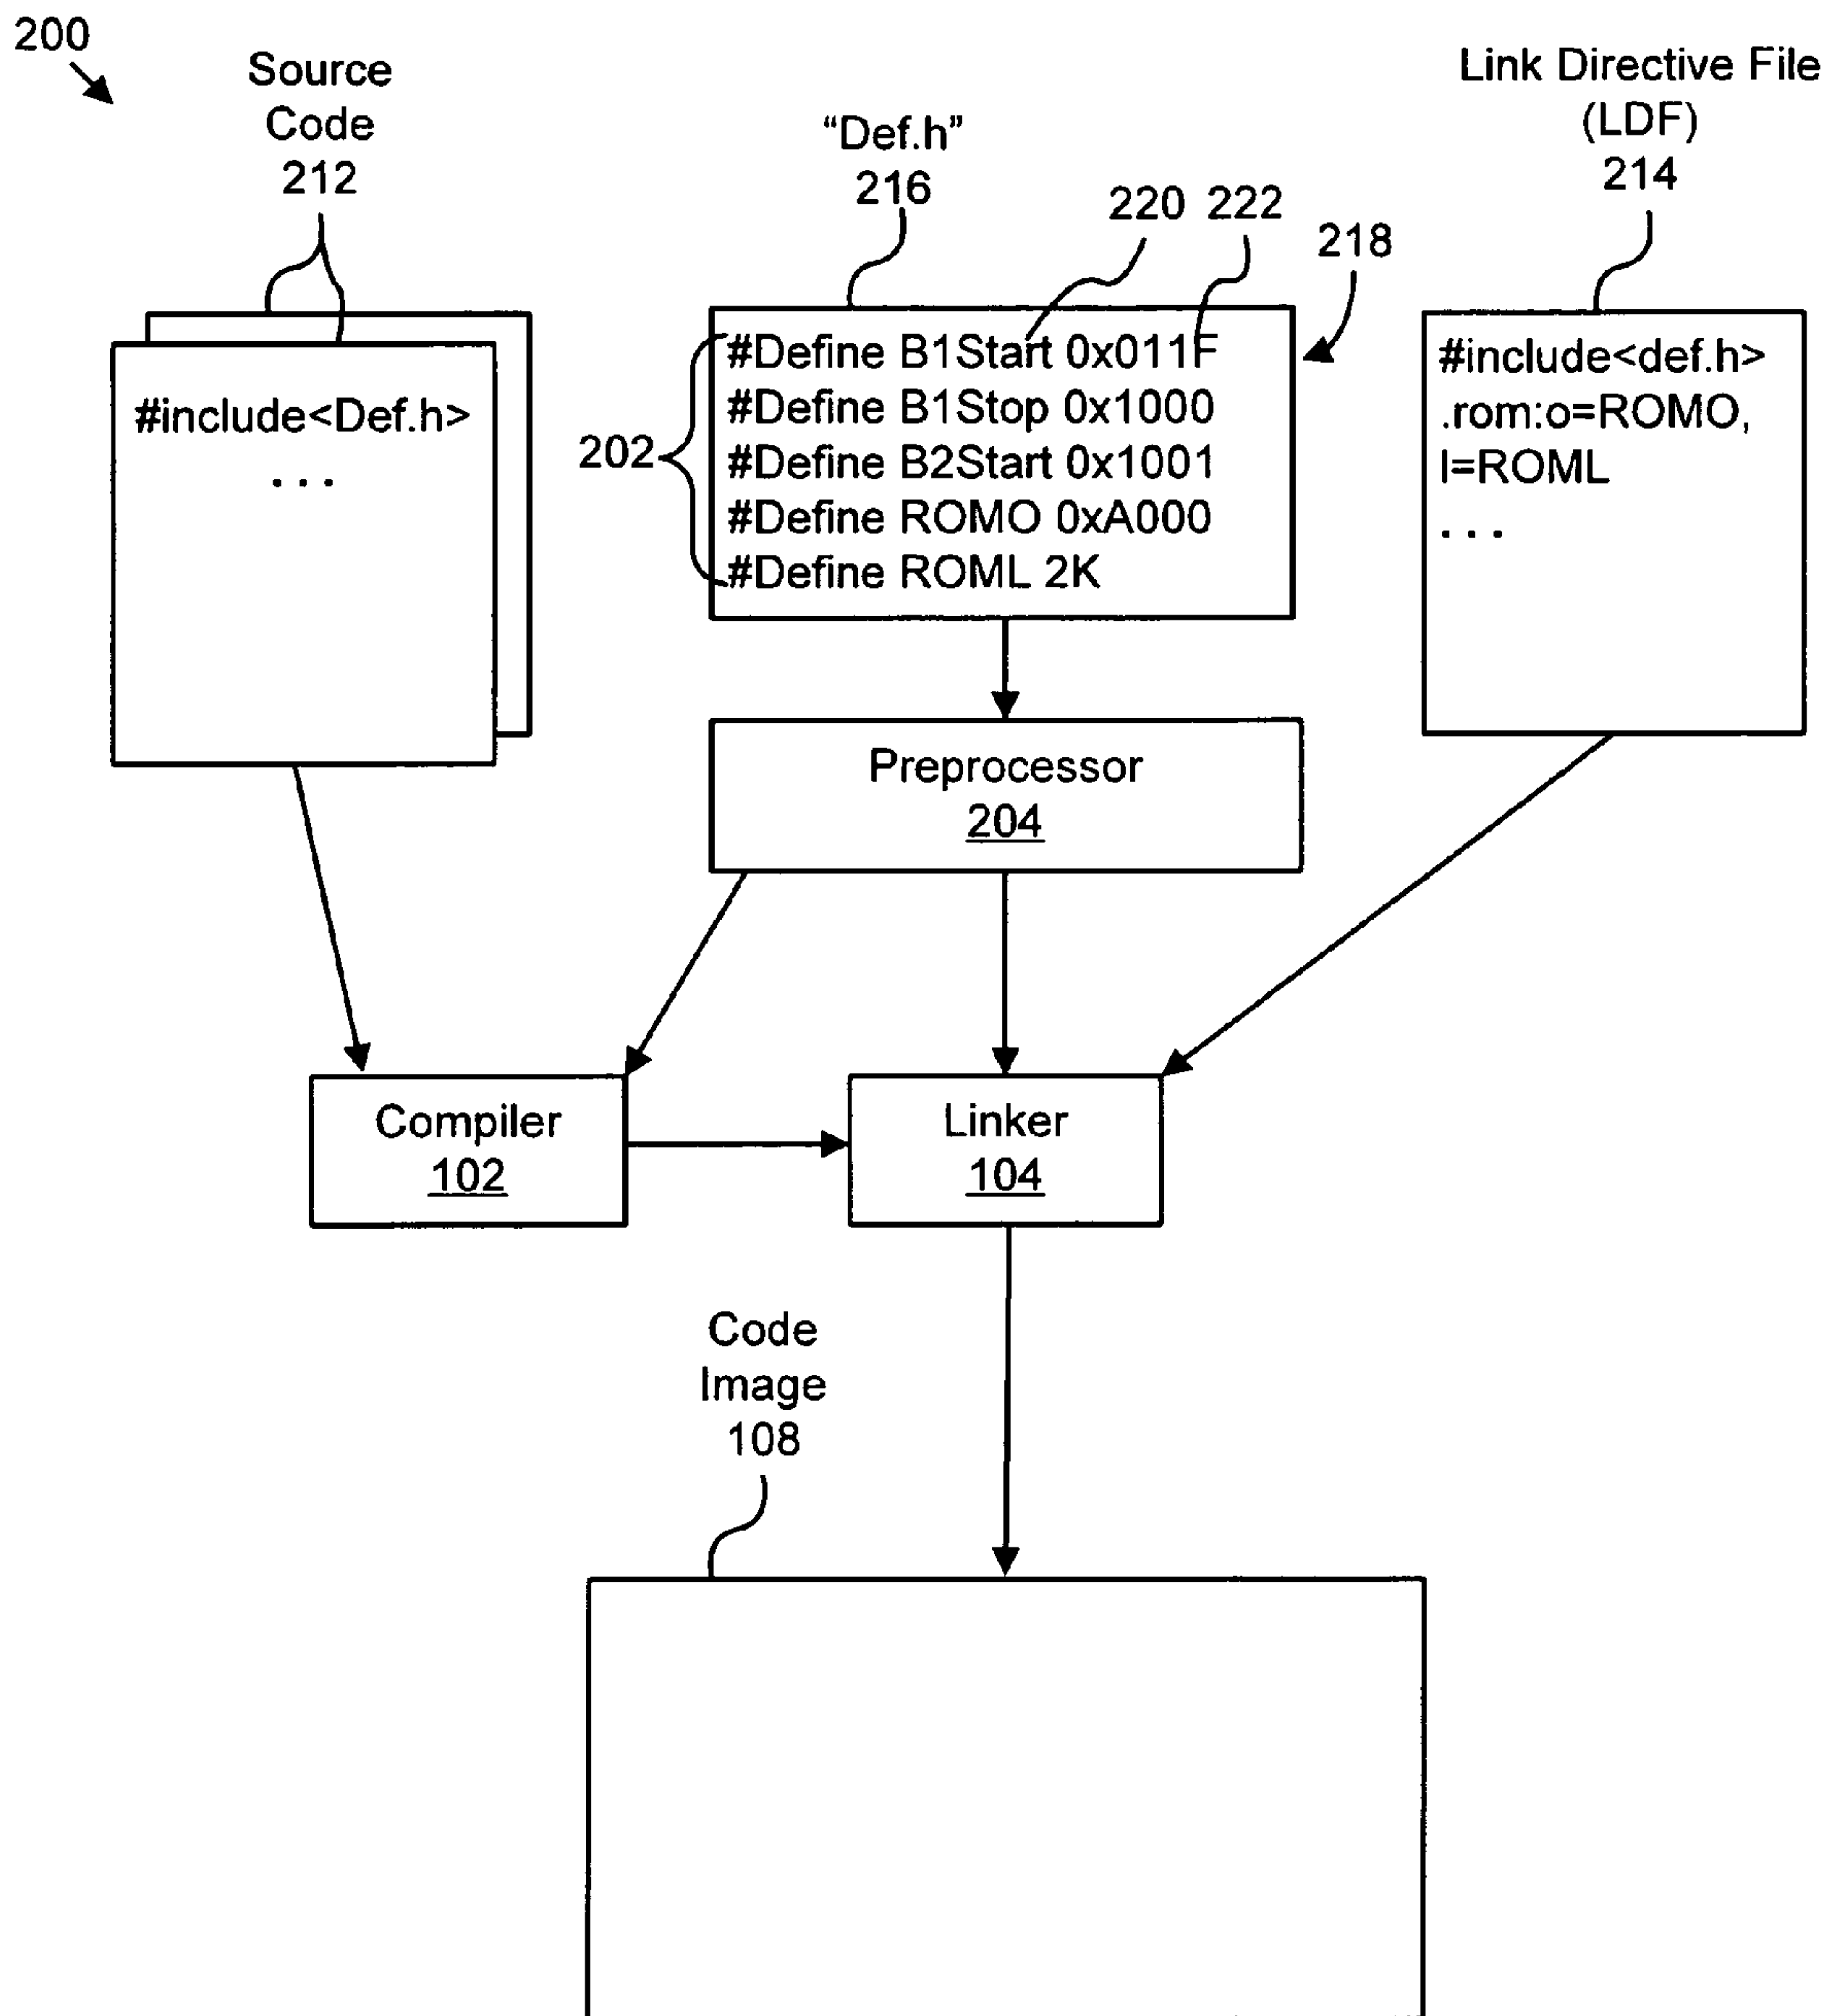 200
Source
Code
212
"Def.h"
216
220 222
218
Link Directive File
(LDF)
214
#include<Def.h>
. . .
202
#Define B1Start 0x011F
#Define B1Stop 0x1000
#Define B2Start 0x1001
#Define ROMO 0xA000
#Define ROML 2K
#include<def.h>
.rom:o=ROMO,
l=ROML
. . .
Preprocessor
204
Compiler
102
Linker
104
Code
Image
108